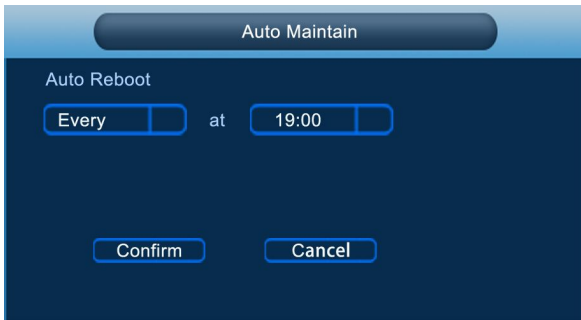 Auto Maintain
Auto Reboot
Every at 19:00
Confirm Cancel